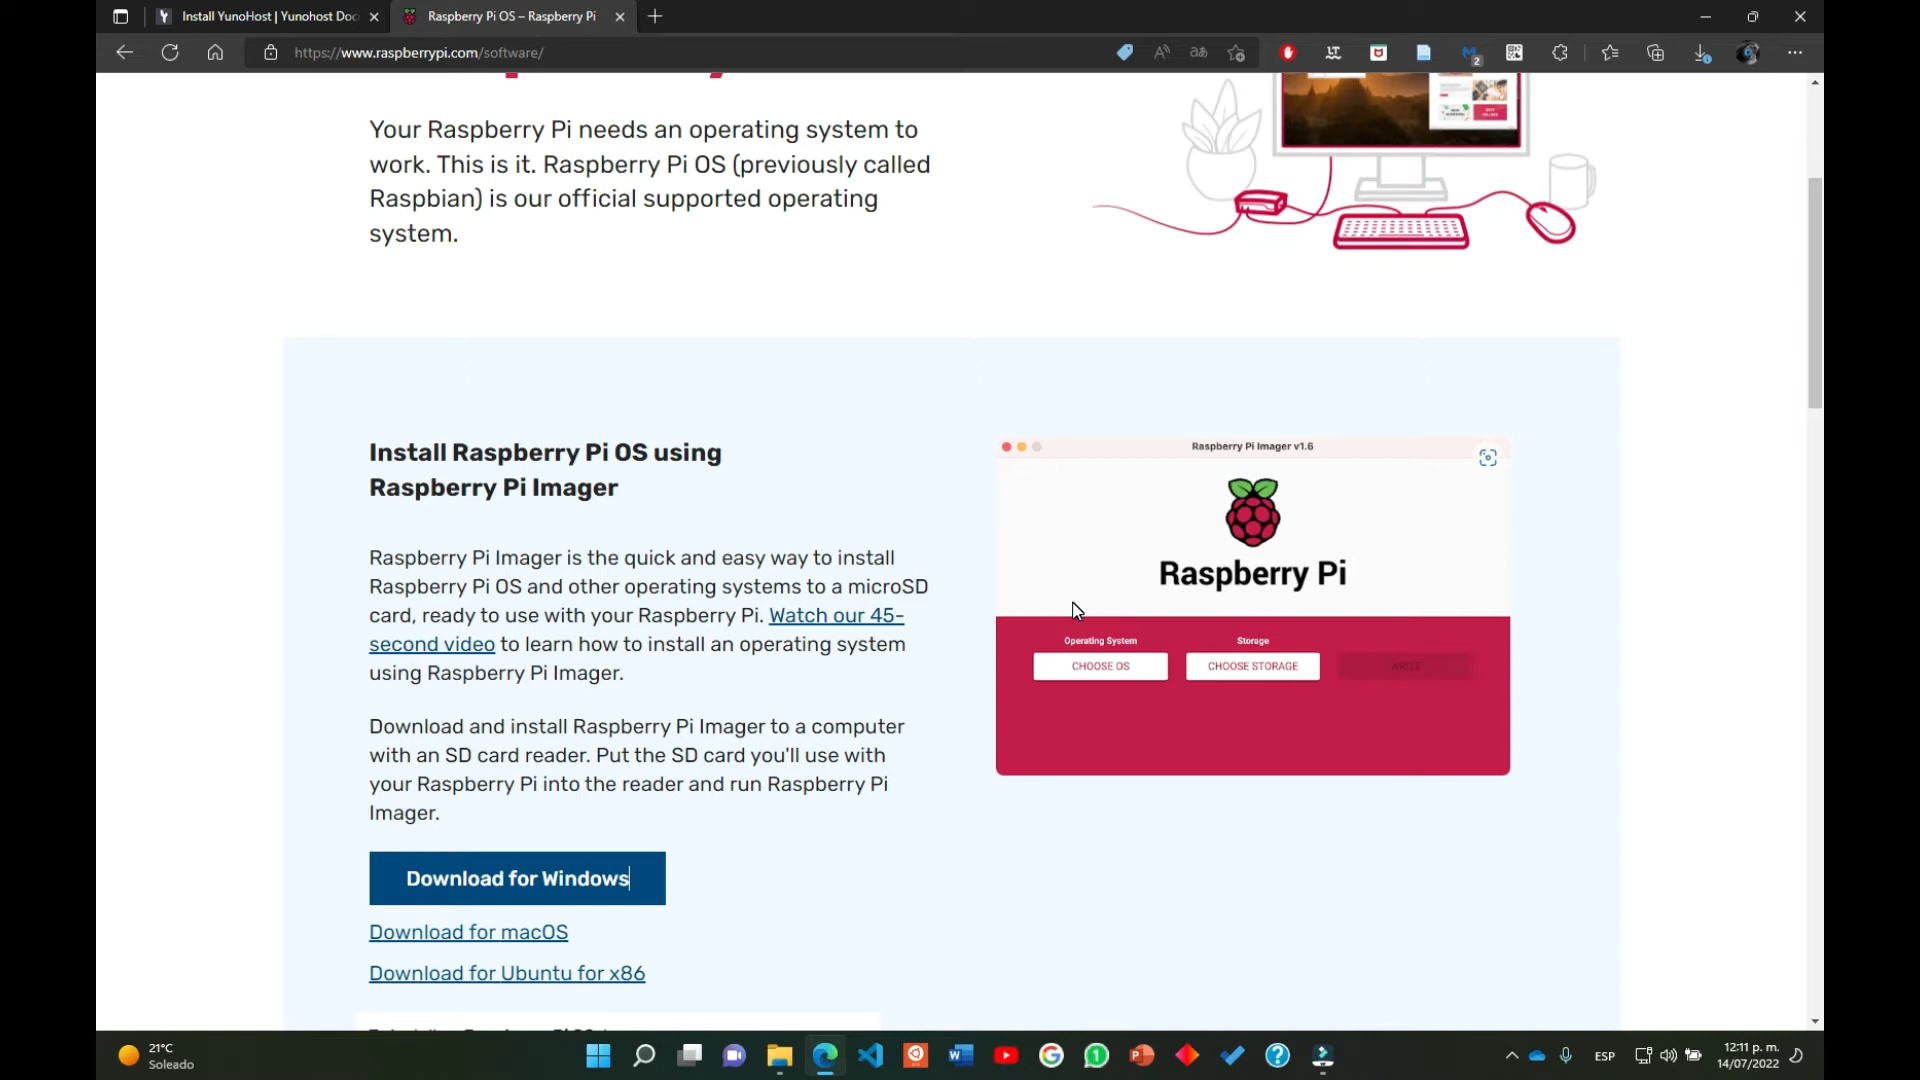 Install YunoHost | Yunohost Doc
Raspberry Pi OS – Raspberry Pi
https://www.raspberrypi.com/software/
2
Your Raspberry Pi needs an operating system to
work. This is it. Raspberry Pi OS (previously called
Raspbian) is our official supported operating
system.
Install Raspberry Pi OS using
Raspberry Pi Imager
Raspberry Pi Imager is the quick and easy way to install
Raspberry Pi OS and other operating systems to a microSD
card, ready to use with your Raspberry Pi. Watch our 45-
second video to learn how to install an operating system
using Raspberry Pi Imager.
Download and install Raspberry Pi Imager to a computer
with an SD card reader. Put the SD card you'll use with
your Raspberry Pi into the reader and run Raspberry Pi
Imager.
Download for Windows
Download for macOS
Download for Ubuntu for x86
Raspberry Pi Imager v1.6
Raspberry Pi
Operating System
Storage
CHOOSE OS
CHOOSE STORAGE
WRITE
21°C
Soleado
ESP
12:11 p. m.
14/07/2022